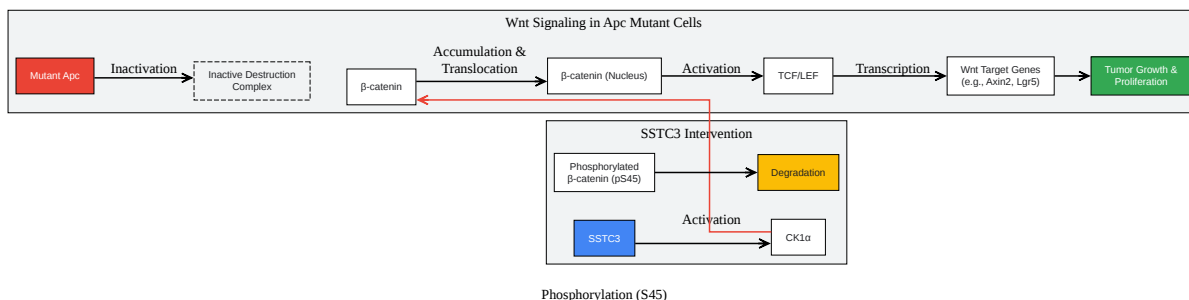 Wnt Signaling in Apc Mutant Cells
Mutant Apc
Inactivation
Inactive Destruction
Complex
β-catenin
Accumulation &
Translocation
β-catenin (Nucleus)
Activation
TCF/LEF
Transcription
Wnt Target Genes
(e.g., Axin2, Lgr5)
Tumor Growth &
Proliferation
SSTC3 Intervention
Phosphorylated
β-catenin (pS45)
Degradation
SSTC3
Activation
CK1α
Phosphorylation (S45)